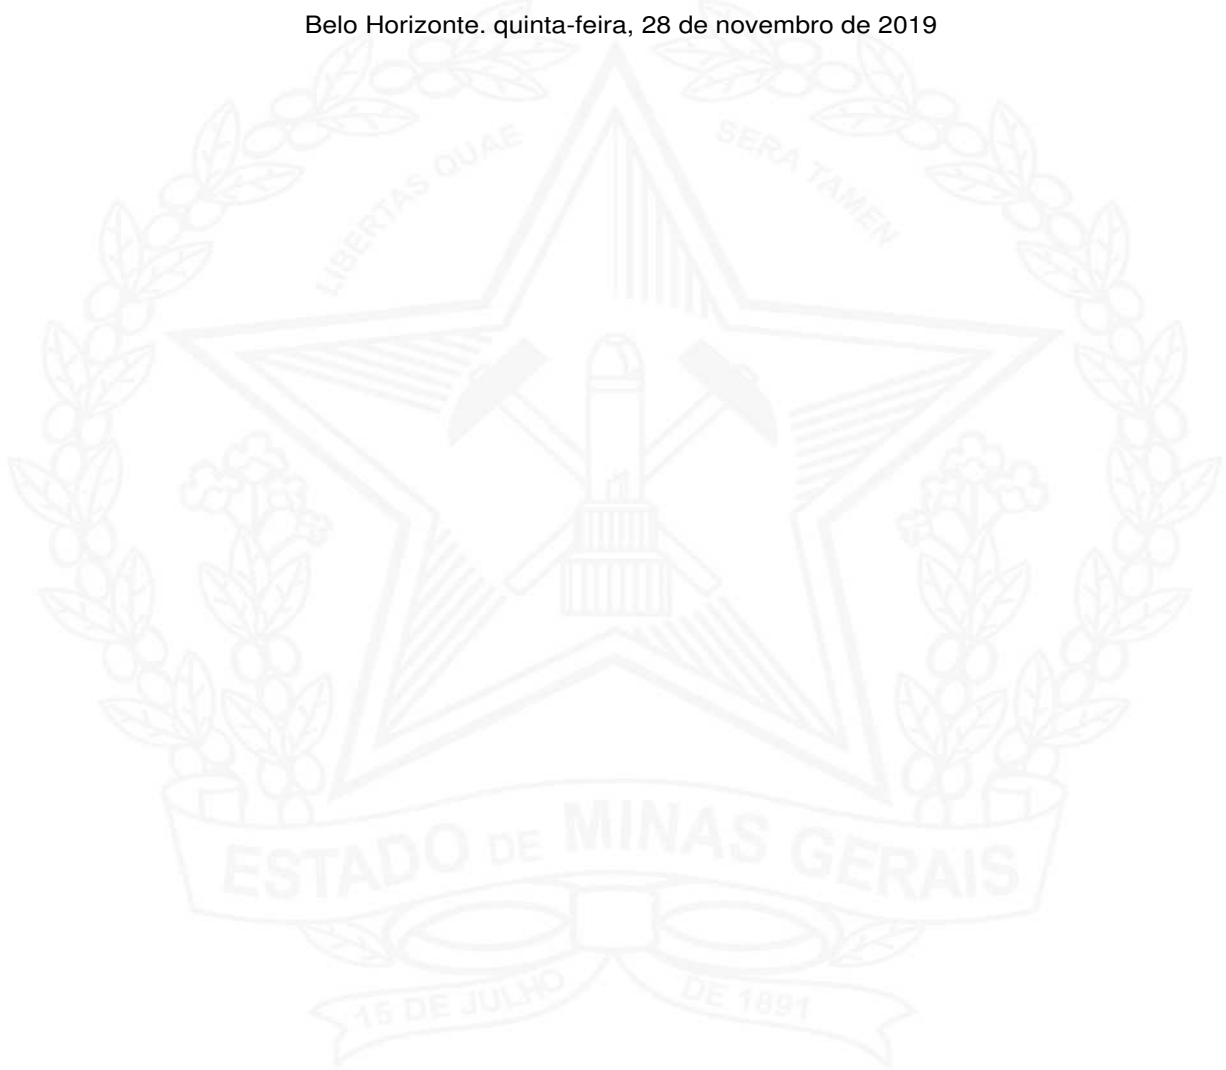 Belo Horizonte. quinta-feira, 28 de novembro de 2019
LIBERTAS QUAE SERA TAMEN
ESTADO DE MINAS GERAIS
15 DE JULHO DE 1891